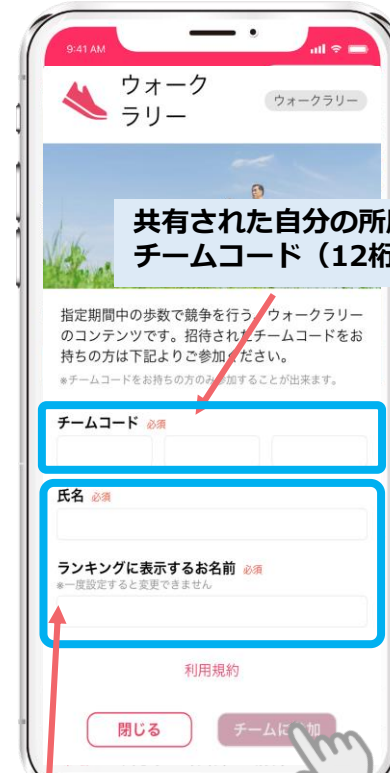 9:41 AM
ウォーク
ラリー
ウォークラリー
共有された自分の所
チームコード（12桁
指定期間中の歩数で競争を行う、ウォークラリー
のコンテンツです。招待されたチームコードをお
持ちの方は下記よりご参加ください。
※チームコードをお持ちの方のみ参加することが出来ます。
チームコード 必須
氏名 必須
ランキングに表示するお名前 必須
※一度設定すると変更できません
利用規約
閉じる
チームに 加